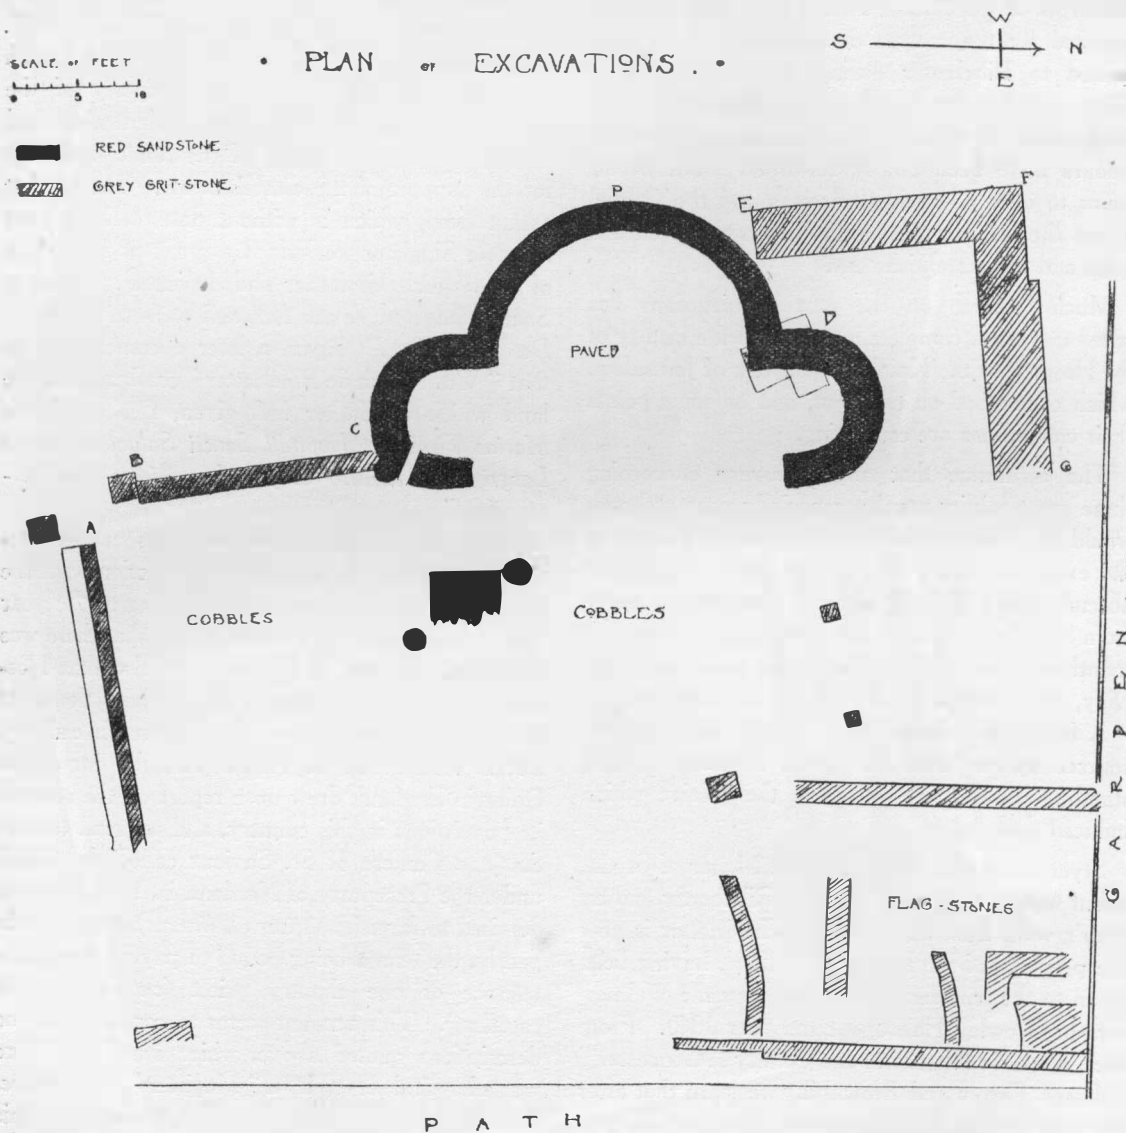 W
S N
E
SCALE OF FEET
0 5 10
• PLAN OF EXCAVATIONS . •
RED SANDSTONE
GREY GRIT-STONE
P
E
F
D
PAVED
C
B
G
A
COBBLES
COBBLES
GARDEN
FLAG-STONES
PATH